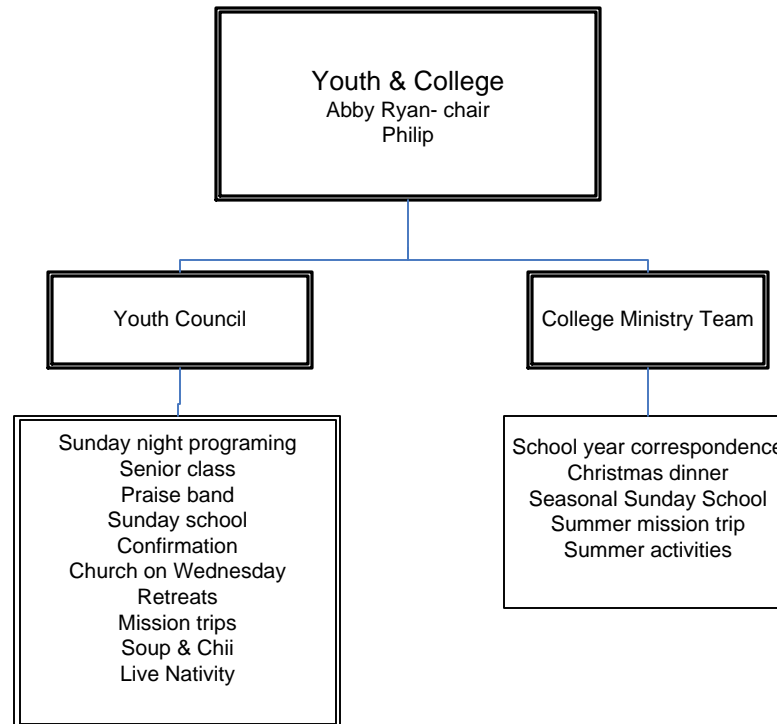 Youth & College
Abby Ryan- chair
Philip
Youth Council
College Ministry Team
Sunday night programing
Senior class
Praise band
Sunday school
Confirmation
Church on Wednesday
Retreats
Mission trips
Soup & Chii
Live Nativity
School year correspondence
Christmas dinner
Seasonal Sunday School
Summer mission trip
Summer activities